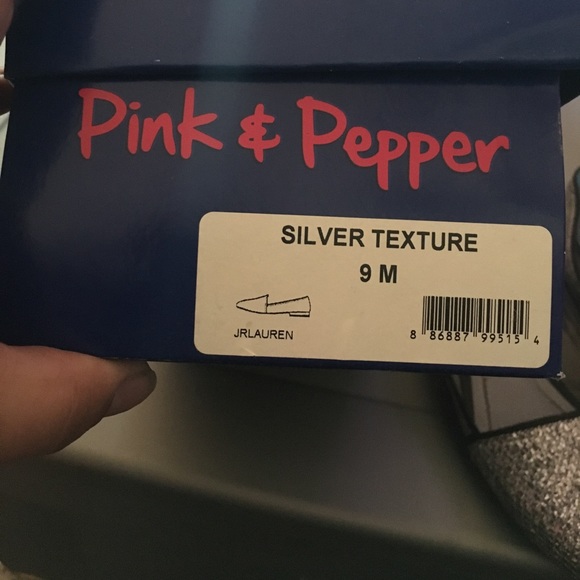 Pink & Pepper
SILVER TEXTURE
9 M
JRLAUREN
8 86887 99515 4